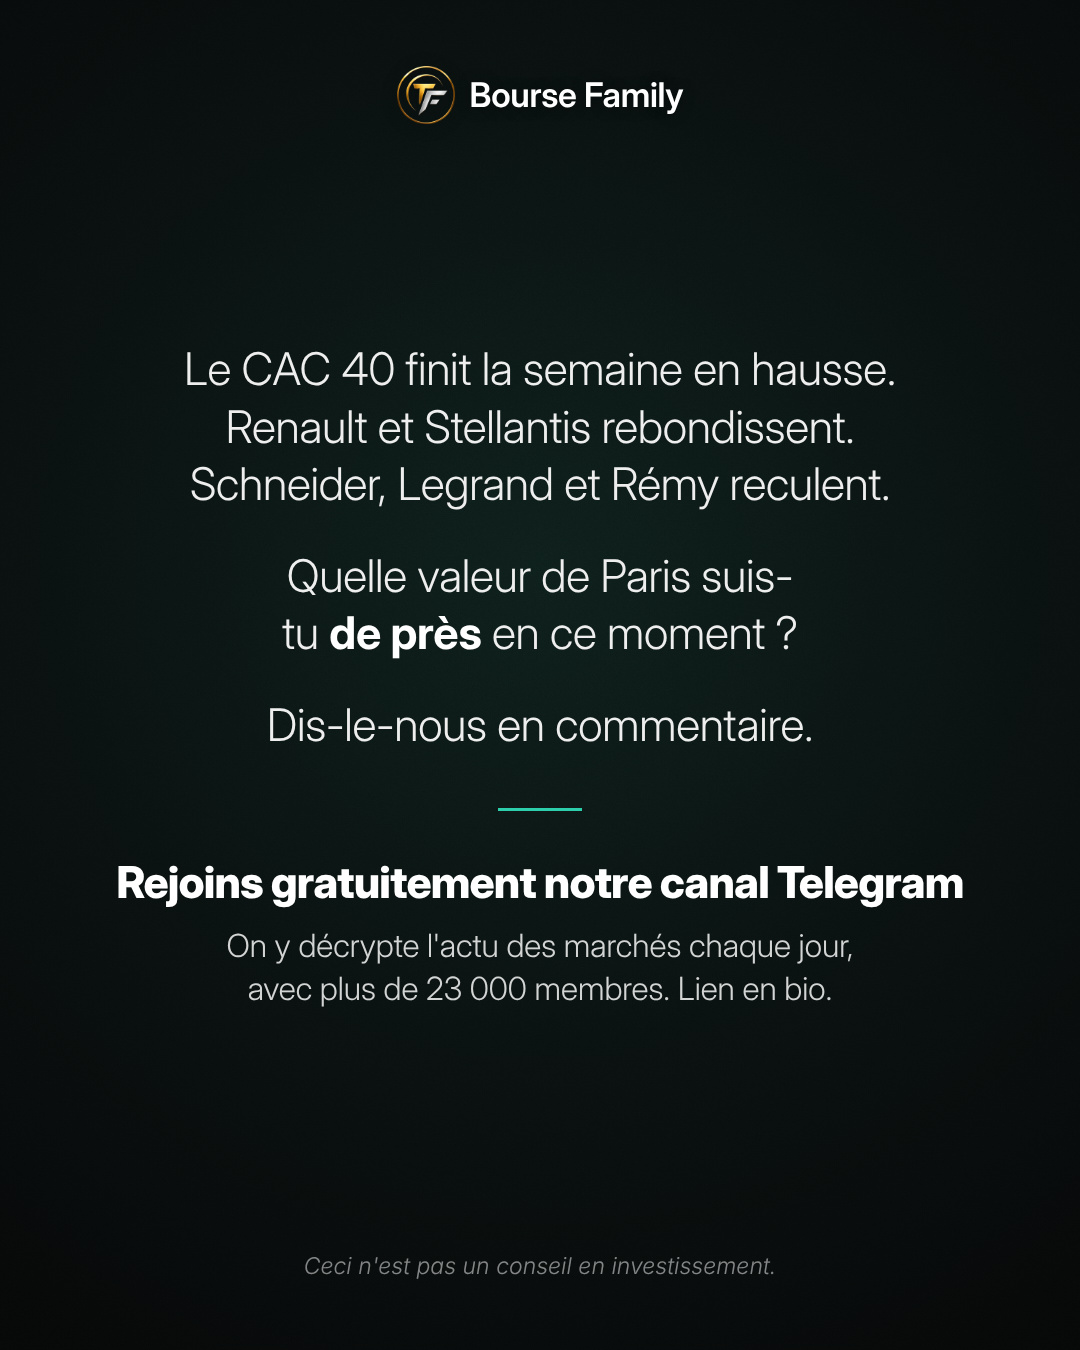 TF Bourse Family
Le CAC 40 finit la semaine en hausse.
Renault et Stellantis rebondissent.
Schneider, Legrand et Rémy reculent.
Quelle valeur de Paris suis-
tu de près en ce moment ?
Dis-le-nous en commentaire.
Rejoins gratuitement notre canal Telegram
On y décrypte l'actu des marchés chaque jour,
avec plus de 23 000 membres. Lien en bio.
Ceci n'est pas un conseil en investissement.